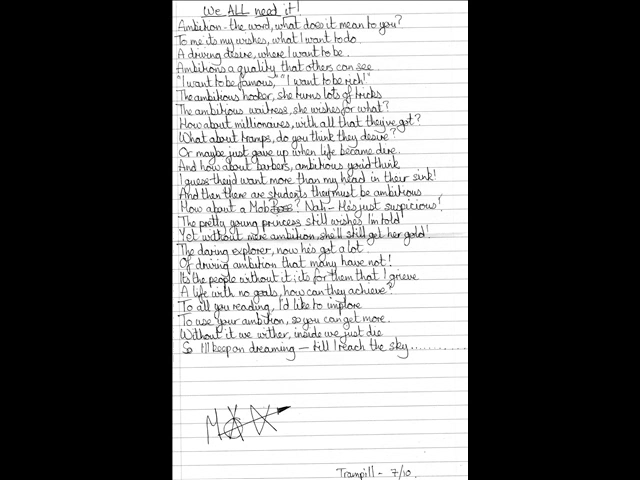 We ALL need it!
Ambition - the word, what does it mean to you?
To me its my wishes, what I want to do.
A driving desire, where I want to be.
Ambitions a quality that others can see.
"I want to be famous," "I want to be rich!"
The ambitious hooker, she turns lots of tricks
The ambitious waitress, she wishes for what?
How about millionaires, with all that they've got?
What about tramps, do you think they desire?
Or maybe just gave up when life became dire.
And how about barbers, ambitious you'd think
I guess they'd want more than my head in their sink!
And then there are students they must be ambitious
How about a Mob Boss? Nah - He's just suspicious!
The pretty young princess still wishes I'm told!
Yet without mere ambition, she'll still get her gold!
The daring explorer, now he's got a lot
Of driving ambition that many have not!
It's the people without it; its for them that I grieve
A life with no goals, how can they achieve?
To all you reading, I'd like to implore
To use your ambition, so you can get more.
Without it we wither, inside we just die
So I'll keep on dreaming - till I reach the sky............
Trampill - 7/10.